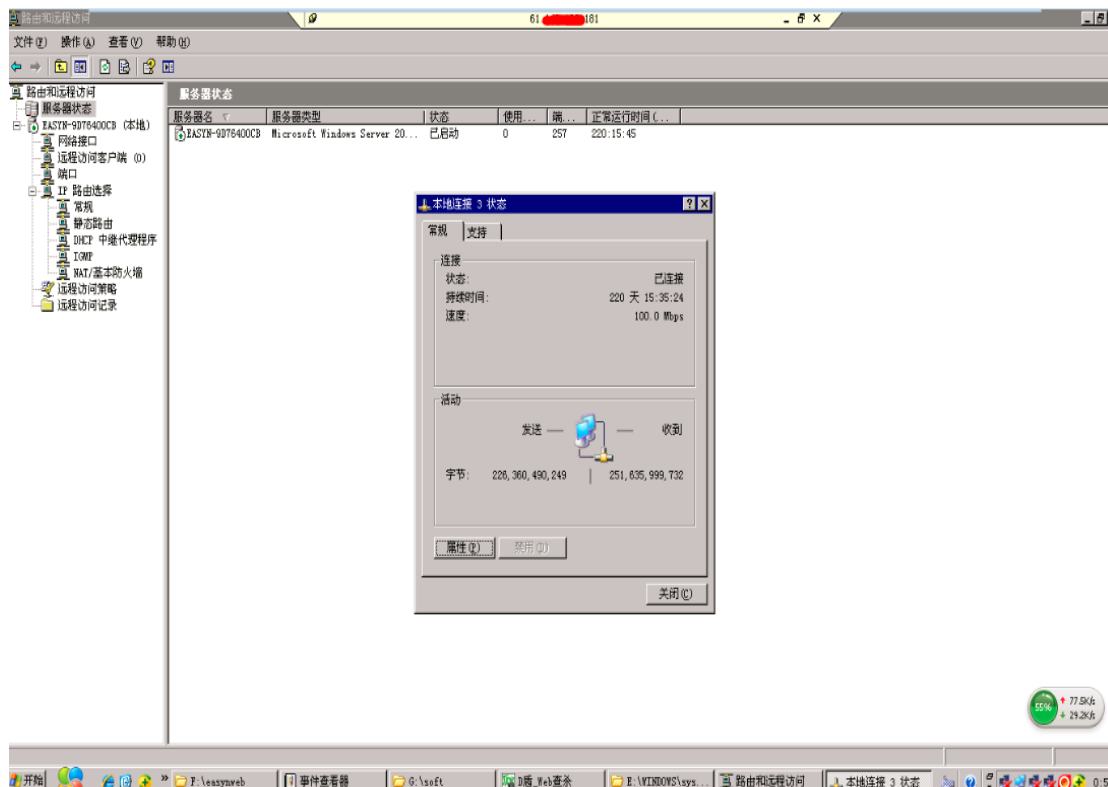 路由和远程访问
61. 181
文件(F) 操作(A) 查看(V) 帮助(H)
路由和远程访问
服务器状态
EASYN-9D76400CB (本地)
网络接口
远程访问客户端 (0)
端口
IP 路由选择
常规
静态路由
DHCP 中继代理程序
IGMP
NAT/基本防火墙
远程访问策略
远程访问记录
服务器状态
服务器名 服务器类型 状态 使用... 端... 正常运行时间(...
EASYN-9D76400CB Microsoft Windows Server 20... 已启动 0 257 220:15:45
本地连接 3 状态
常规 支持
连接
状态: 已连接
持续时间: 220 天 15:35:24
速度: 100.0 Mbps
活动
发送 — — 收到
字节: 226,360,490,249 | 251,635,999,732
属性(P) 禁用(D)
关闭(C)
55%
77.5K/s
29.2K/s
开始 » F:\easynweb 事件查看器 G:\soft D盾_Web查杀 E:\WINDOWS\sys... 路由和远程访问 本地连接 3 状态 0:5